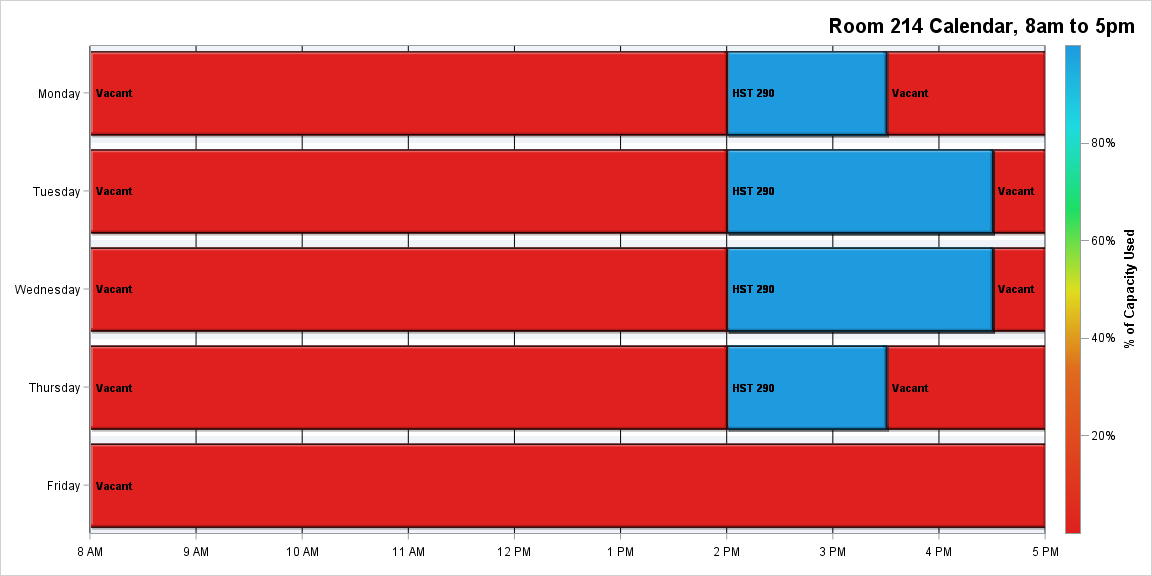 Room 214 Calendar, 8am to 5pm
Monday
Vacant
HST 290
Vacant
Tuesday
Vacant
HST 290
Vacant
Wednesday
Vacant
HST 290
Vacant
Thursday
Vacant
HST 290
Vacant
Friday
Vacant
8 AM
9 AM
10 AM
11 AM
12 PM
1 PM
2 PM
3 PM
4 PM
5 PM
80%
60%
40%
20%
% of Capacity Used